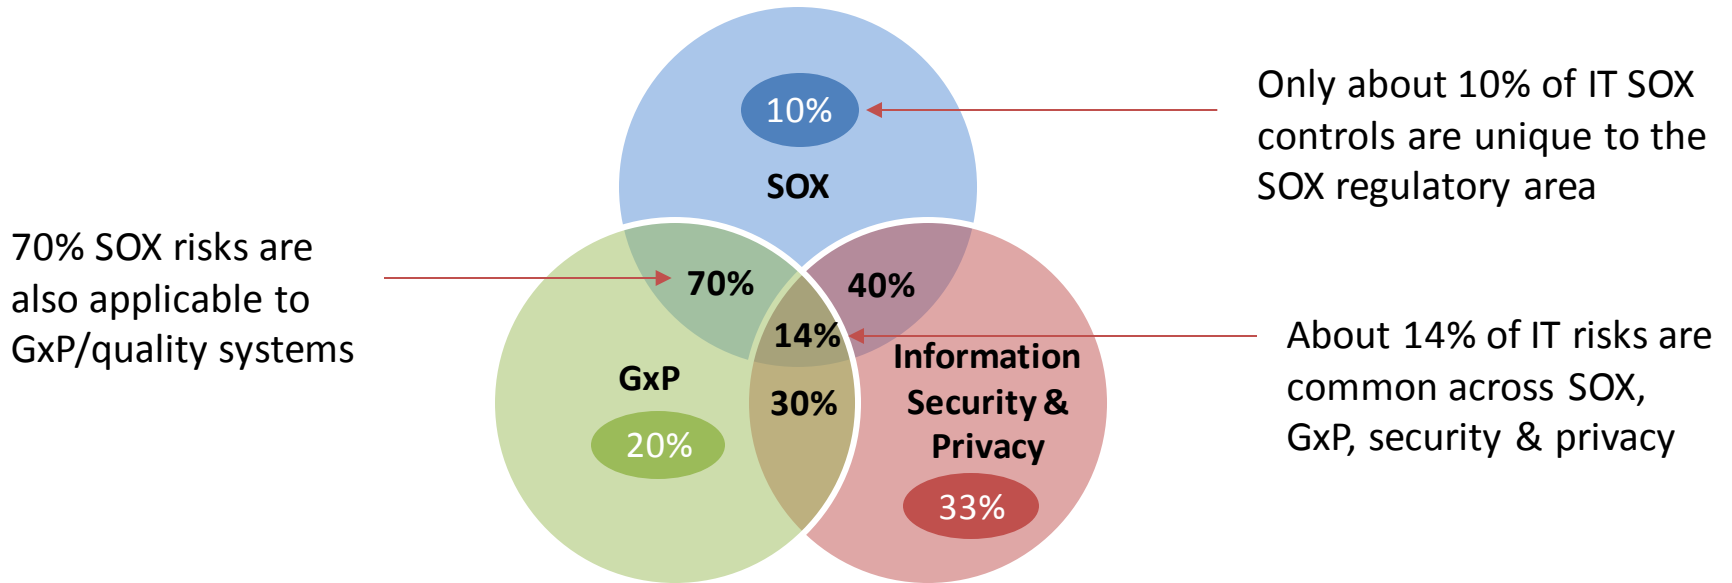 10%
SOX
Only about 10% of IT SOX
controls are unique to the
SOX regulatory area
70% SOX risks are
also applicable to
GxP/quality systems
70%
40%
14%
30%
GxP
20%
Information
Security &
Privacy
33%
About 14% of IT risks are
common across SOX,
GxP, security & privacy